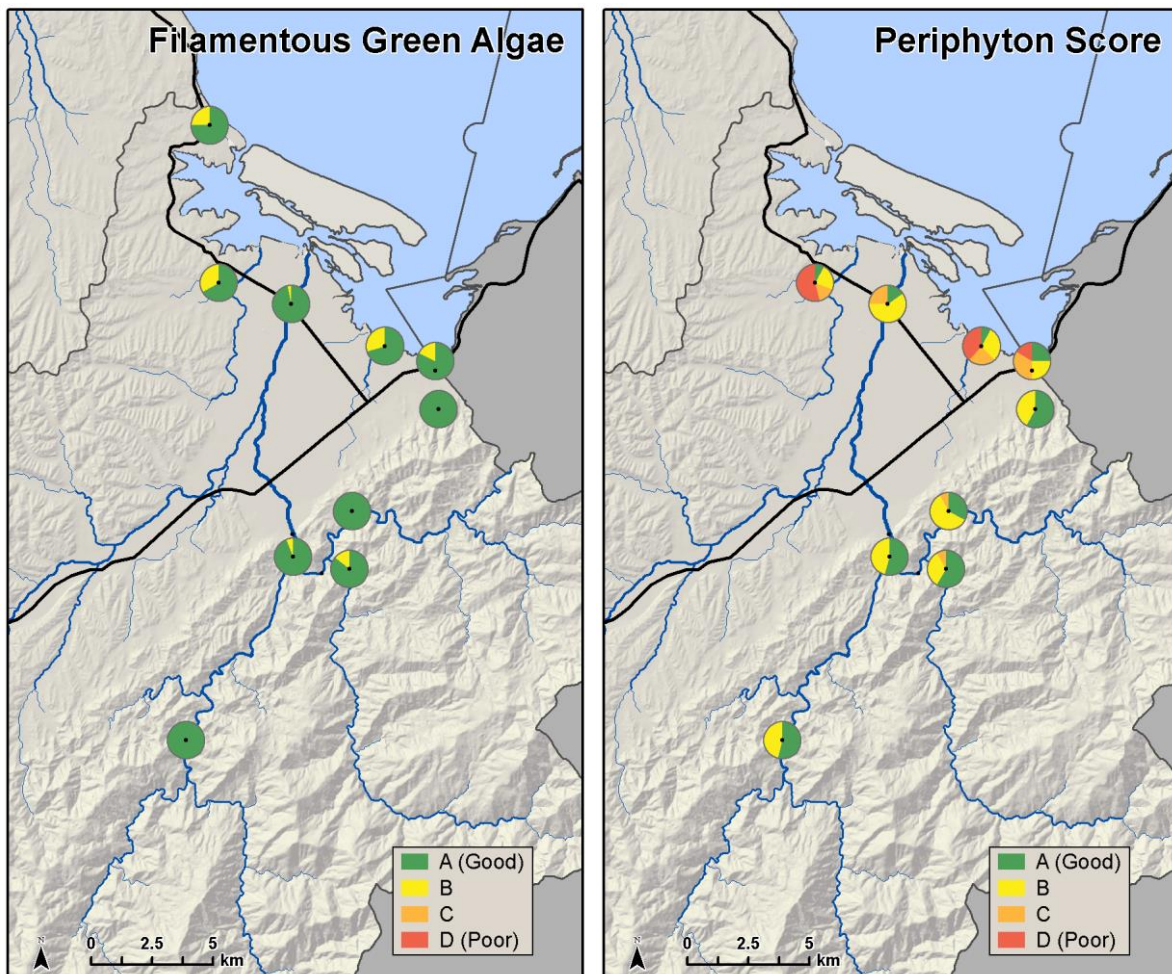 Filamentous Green Algae
A (Good)
B
C
D (Poor)
N
0 2.5 5
km
Periphyton Score
A (Good)
B
C
D (Poor)
N
0 2.5 5
km